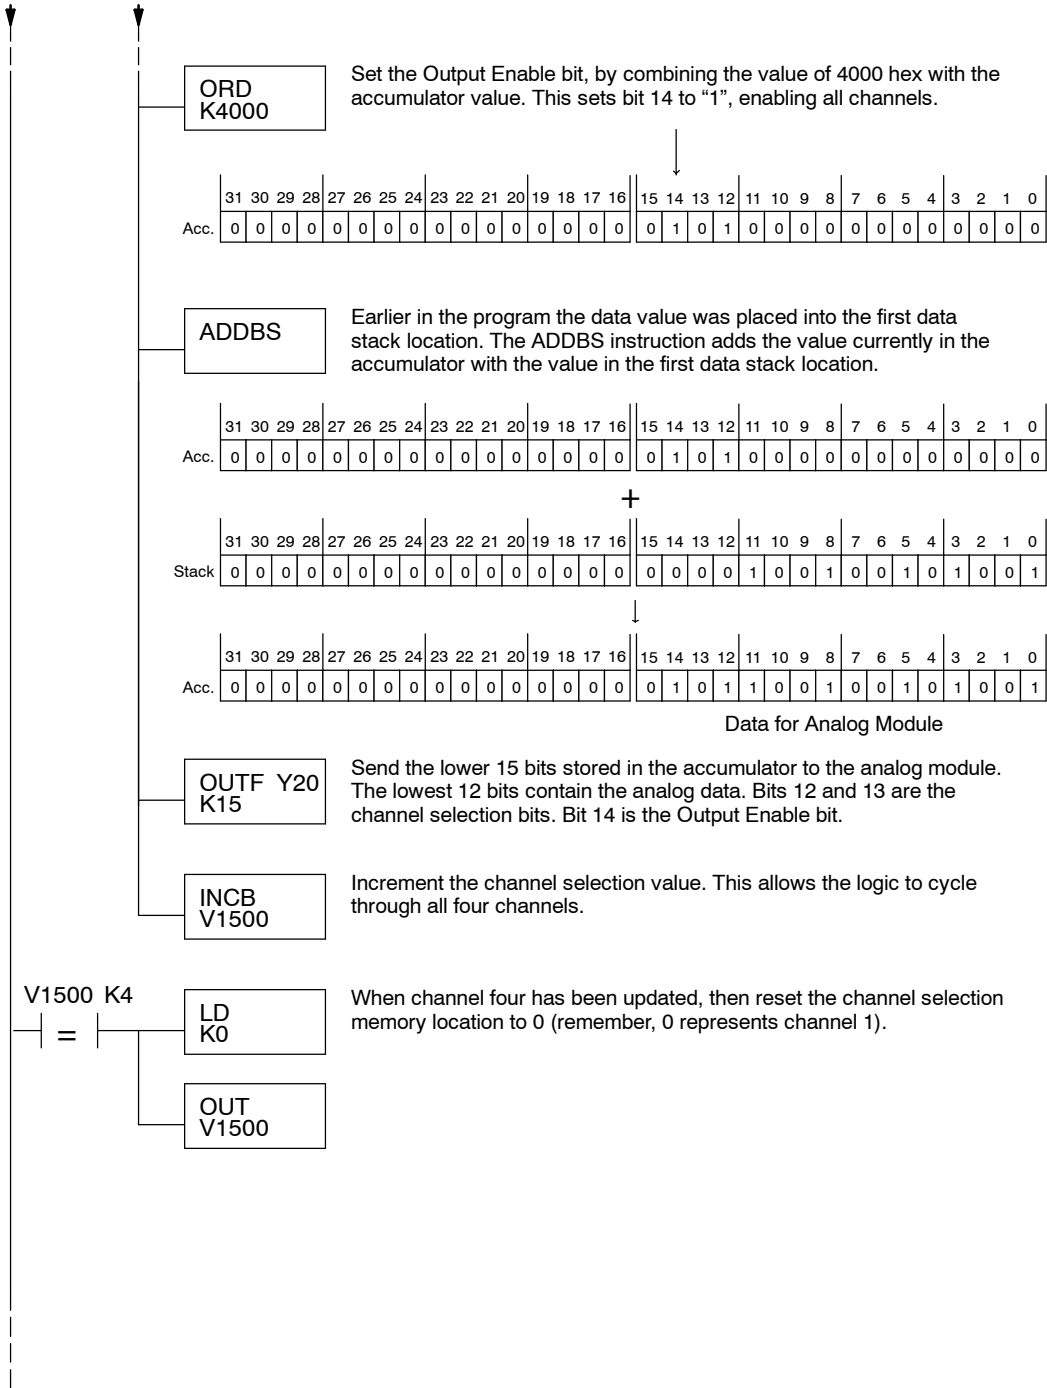 ORD
K4000
Set the Output Enable bit, by combining the value of 4000 hex with the
accumulator value. This sets bit 14 to “1”, enabling all channels.
31 30 29 28 27 26 25 24 23 22 21 20 19 18 17 16 15 14 13 12 11 10 9 8 7 6 5 4 3 2 1 0
Acc. 0 0 0 0 0 0 0 0 0 0 0 0 0 0 0 0 0 1 0 1 0 0 0 0 0 0 0 0 0 0 0 0
ADDBS
Earlier in the program the data value was placed into the first data
stack location. The ADDBS instruction adds the value currently in the
accumulator with the value in the first data stack location.
31 30 29 28 27 26 25 24 23 22 21 20 19 18 17 16 15 14 13 12 11 10 9 8 7 6 5 4 3 2 1 0
Acc. 0 0 0 0 0 0 0 0 0 0 0 0 0 0 0 0 0 1 0 1 0 0 0 0 0 0 0 0 0 0 0 0
+
31 30 29 28 27 26 25 24 23 22 21 20 19 18 17 16 15 14 13 12 11 10 9 8 7 6 5 4 3 2 1 0
Stack 0 0 0 0 0 0 0 0 0 0 0 0 0 0 0 0 0 0 0 0 1 0 0 1 0 0 1 0 1 0 0 1
31 30 29 28 27 26 25 24 23 22 21 20 19 18 17 16 15 14 13 12 11 10 9 8 7 6 5 4 3 2 1 0
Acc. 0 0 0 0 0 0 0 0 0 0 0 0 0 0 0 0 0 1 0 1 1 0 0 1 0 0 1 0 1 0 0 1
Data for Analog Module
OUTF Y20
K15
Send the lower 15 bits stored in the accumulator to the analog module.
The lowest 12 bits contain the analog data. Bits 12 and 13 are the
channel selection bits. Bit 14 is the Output Enable bit.
INCB
V1500
Increment the channel selection value. This allows the logic to cycle
through all four channels.
V1500 K4
=
LD
K0
When channel four has been updated, then reset the channel selection
memory location to 0 (remember, 0 represents channel 1).
OUT
V1500